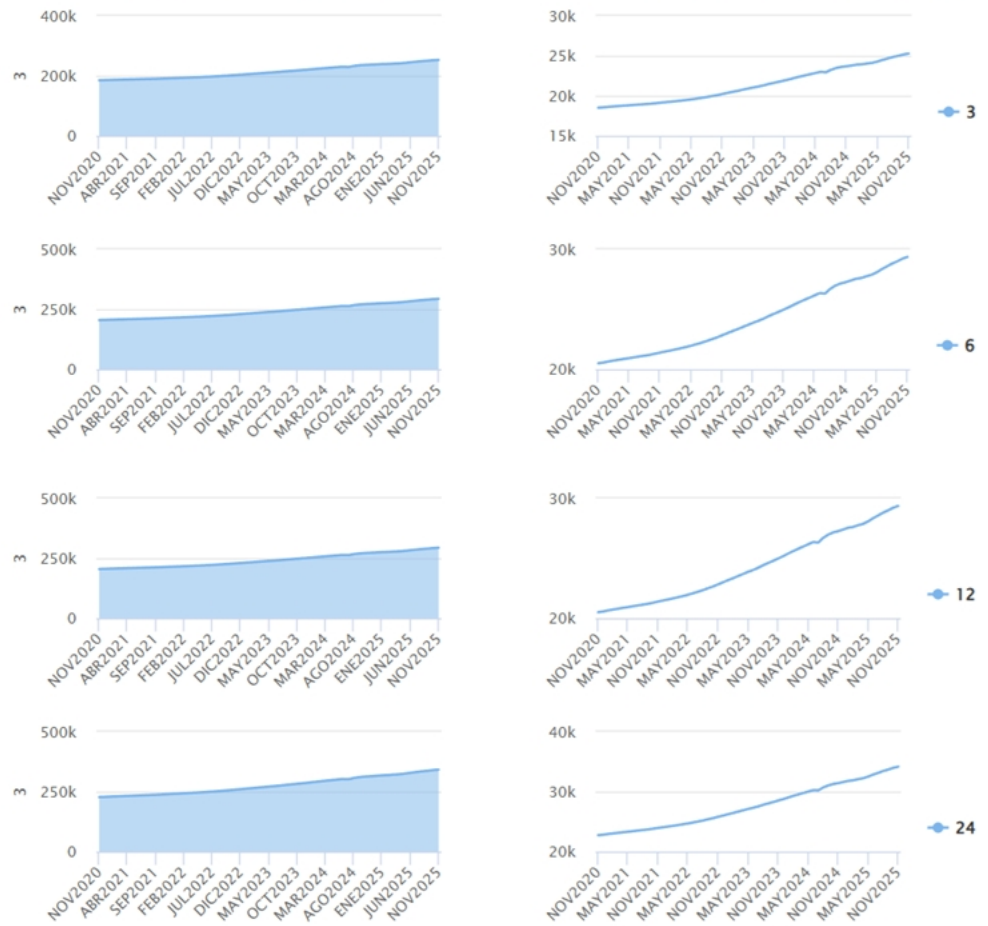 400k
3
200k
0
NOV2020 ABR2021 SEP2021 FEB2022 JUL2022 DIC2022 MAY2023 OCT2023 MAR2024 AGO2024 ENE2025 JUN2025 NOV2025
30k
25k
20k
15k
NOV2020 MAY2021 NOV2021 MAY2022 NOV2022 MAY2023 NOV2023 MAY2024 NOV2024 MAY2025 NOV2025
3
500k
3
250k
0
NOV2020 ABR2021 SEP2021 FEB2022 JUL2022 DIC2022 MAY2023 OCT2023 MAR2024 AGO2024 ENE2025 JUN2025 NOV2025
30k
20k
NOV2020 MAY2021 NOV2021 MAY2022 NOV2022 MAY2023 NOV2023 MAY2024 NOV2024 MAY2025 NOV2025
6
500k
3
250k
0
NOV2020 ABR2021 SEP2021 FEB2022 JUL2022 DIC2022 MAY2023 OCT2023 MAR2024 AGO2024 ENE2025 JUN2025 NOV2025
30k
20k
NOV2020 MAY2021 NOV2021 MAY2022 NOV2022 MAY2023 NOV2023 MAY2024 NOV2024 MAY2025 NOV2025
12
500k
3
250k
0
NOV2020 ABR2021 SEP2021 FEB2022 JUL2022 DIC2022 MAY2023 OCT2023 MAR2024 AGO2024 ENE2025 JUN2025 NOV2025
40k
30k
20k
NOV2020 MAY2021 NOV2021 MAY2022 NOV2022 MAY2023 NOV2023 MAY2024 NOV2024 MAY2025 NOV2025
24